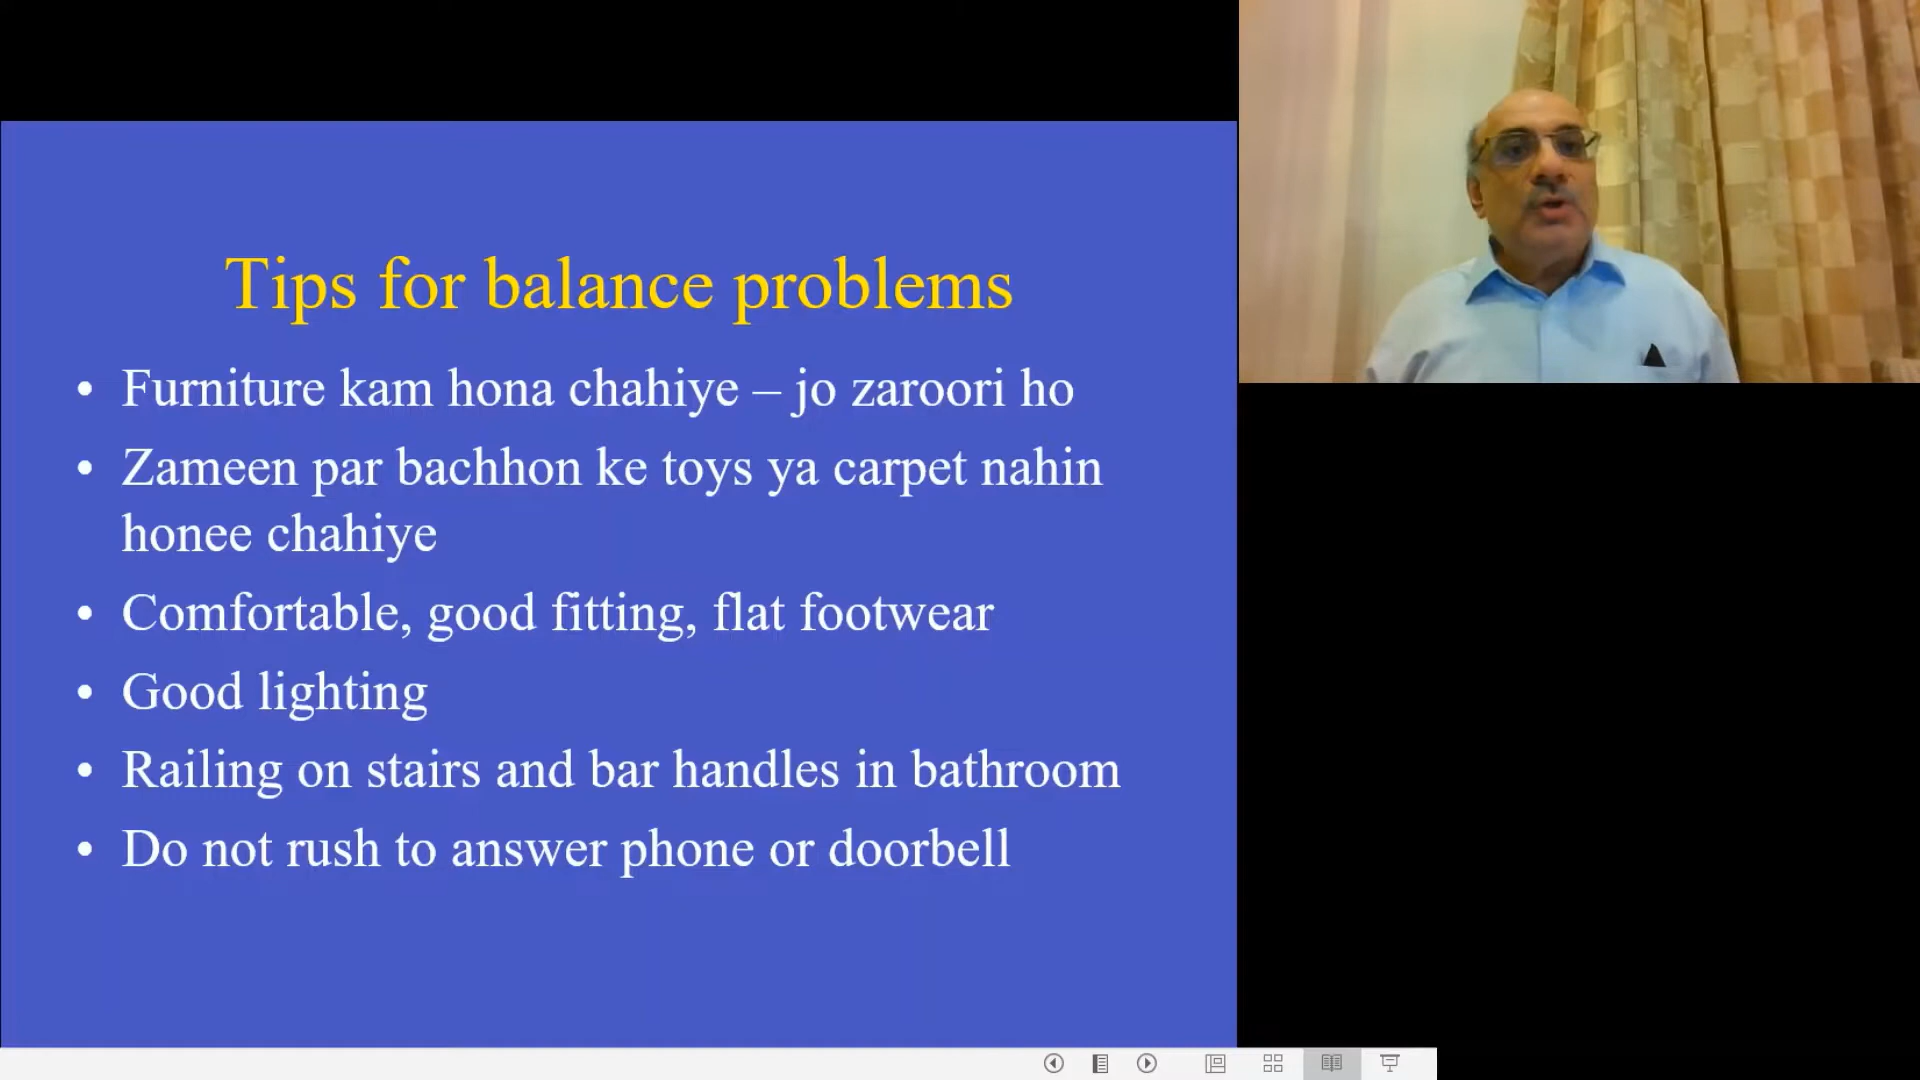 Tips for balance problems
• Furniture kam hona chahiye – jo zaroori ho
• Zameen par bachhon ke toys ya carpet nahin
honee chahiye
• Comfortable, good fitting, flat footwear
• Good lighting
• Railing on stairs and bar handles in bathroom
• Do not rush to answer phone or doorbell